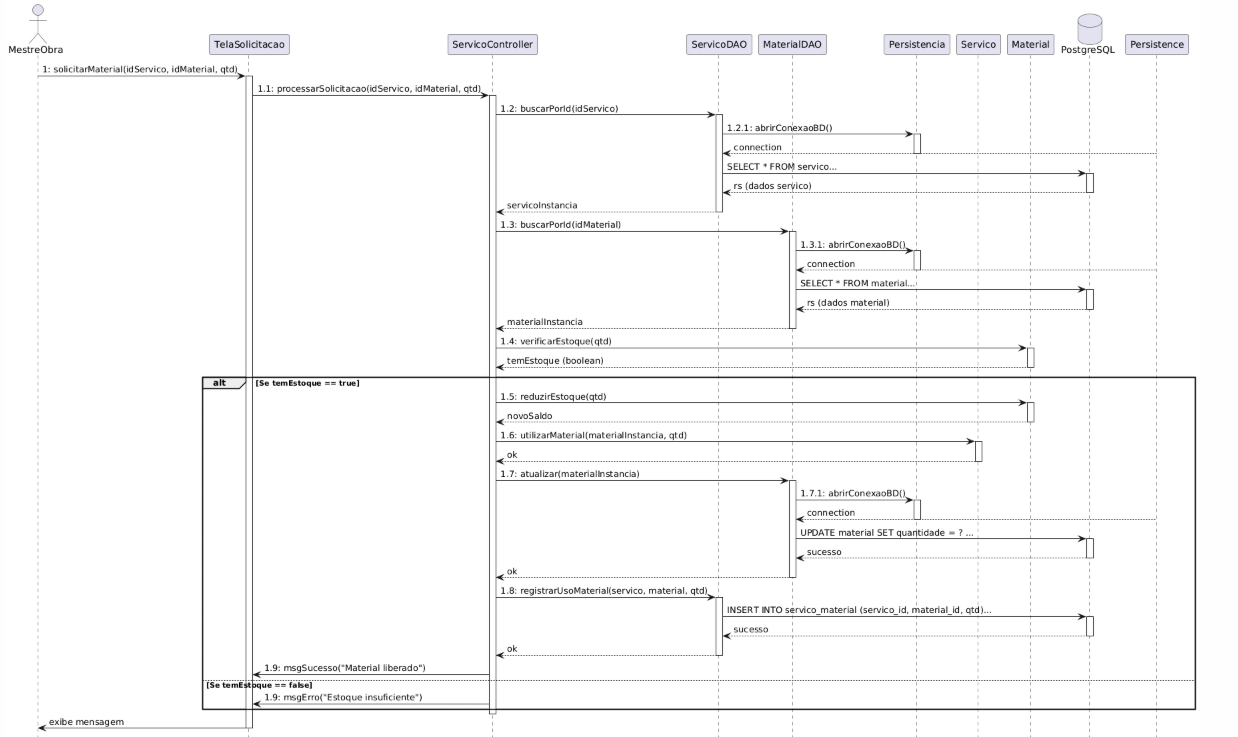 MestreObra
TelaSolicitacao
ServicoController
ServicoDAO
MaterialDAO
Persistencia
Servico
Material
PostgreSQL
Persistence
1: solicitarMaterial(idServico, idMaterial, qtd)
1.1: processarSolicitacao(idServico, idMaterial, qtd)
1.2: buscarPorId(idServico)
1.2.1: abrirConexaoBD()
connection
SELECT * FROM servico...
rs (dados servico)
servicoInstancia
1.3: buscarPorId(idMaterial)
1.3.1: abrirConexaoBD()
connection
SELECT * FROM material...
rs (dados material)
materialInstancia
1.4: verificarEstoque(qtd)
temEstoque (boolean)
alt
[Se temEstoque == true]
1.5: reduzirEstoque(qtd)
novoSaldo
1.6: utilizarMaterial(materialInstancia, qtd)
ok
1.7: atualizar(materialInstancia)
1.7.1: abrirConexaoBD()
connection
UPDATE material SET quantidade = ? ...
sucesso
ok
1.8: registrarUsoMaterial(servico, material, qtd)
INSERT INTO servico_material (servico_id, material_id, qtd)...
sucesso
ok
1.9: msgSucesso("Material liberado")
[Se temEstoque == false]
1.9: msgErro("Estoque insuficiente")
exibe mensagem